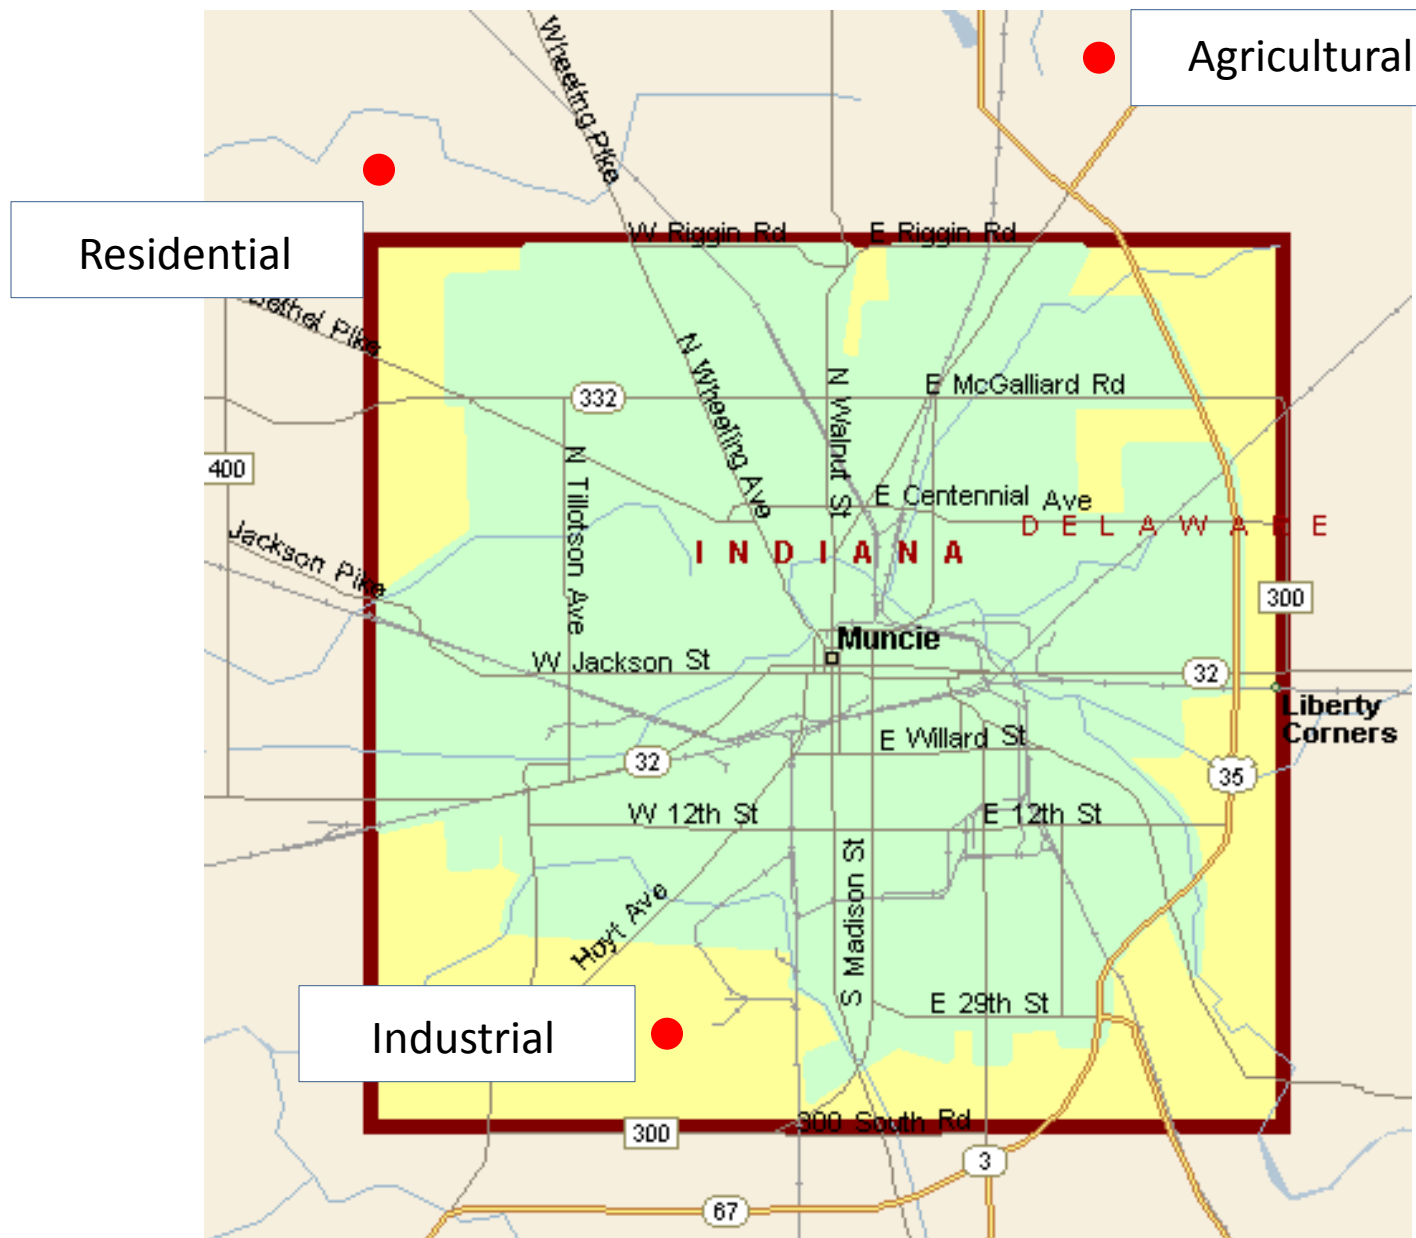 Agricultural
Wheeling Pike
Residential
W Riggin Rd
E Riggin Rd
Bethel Pike
N Wheeling Ave
N Walnut St
332
E McGalliard Rd
400
N Tillotson Ave
E Centennial Ave
DELAWARE
INDIANA
Jackson Pike
300
Muncie
W Jackson St
32
Liberty
Corners
E Willard St
32
35
W 12th St
E 12th St
S Madison St
Hoyt Ave
E 29th St
Industrial
300 South Rd
300
3
67